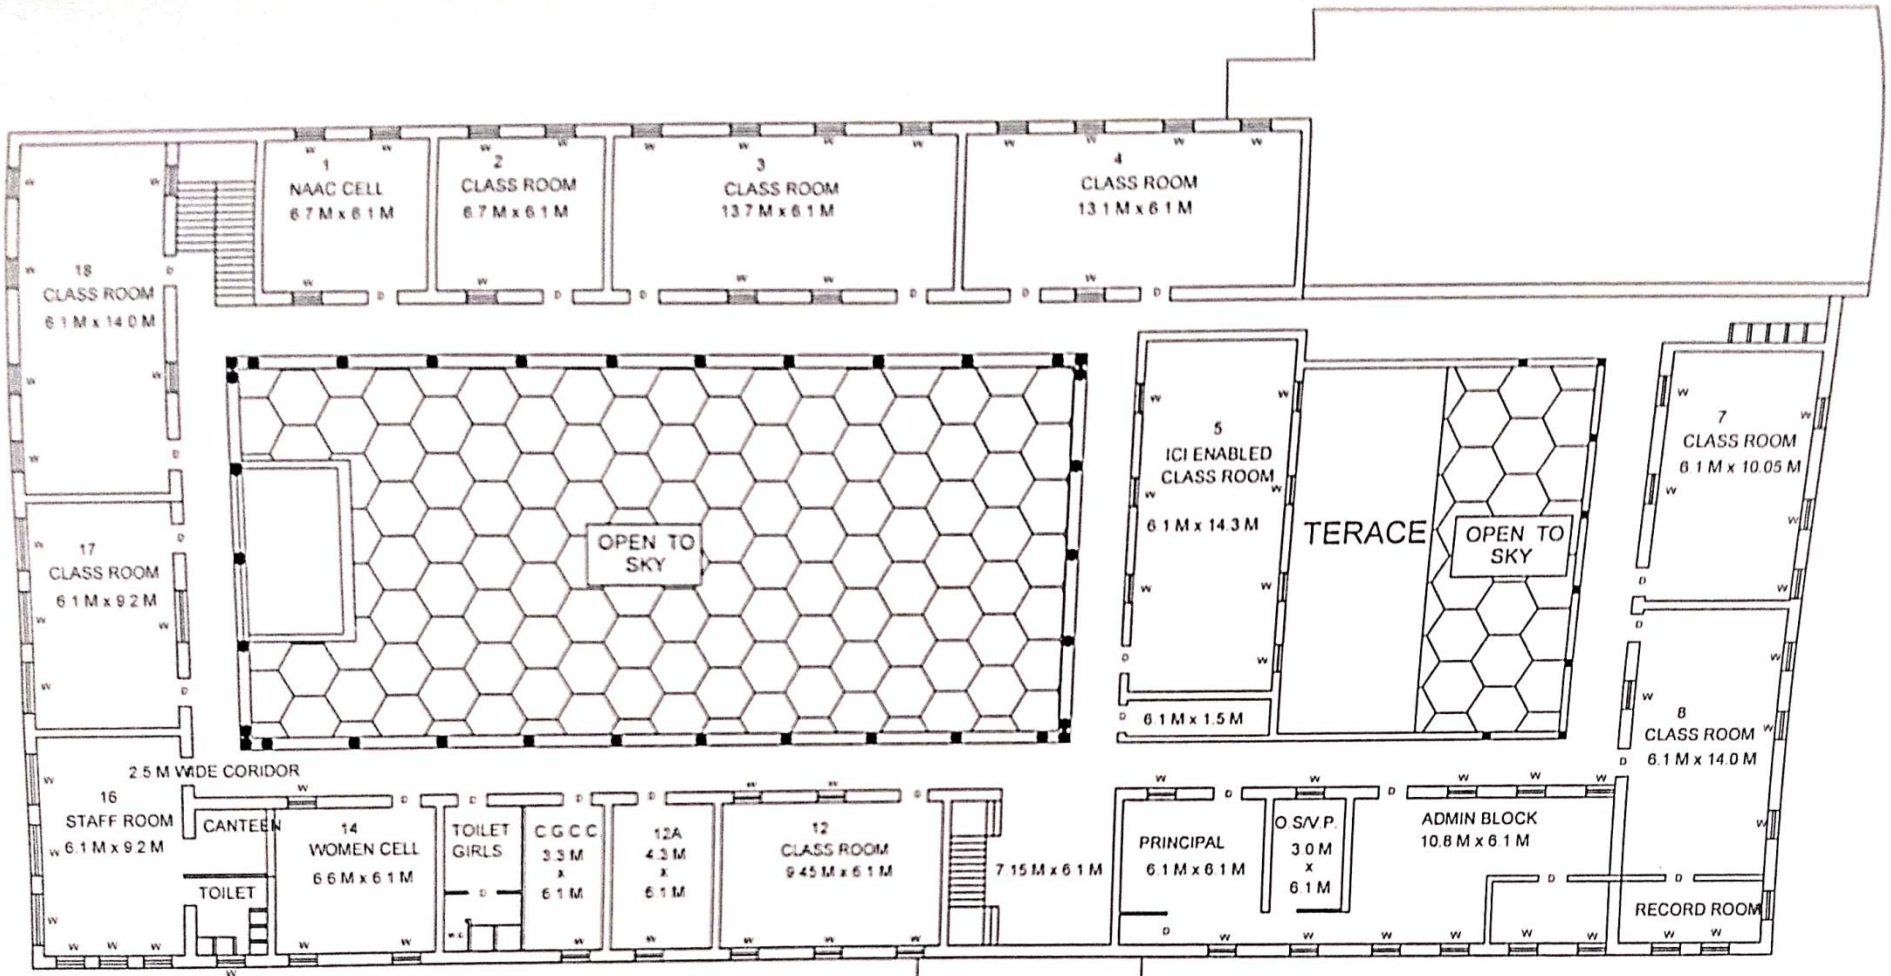 1
NAAC CELL
6.7 M x 6.1 M
2
CLASS ROOM
6.7 M x 6.1 M
3
CLASS ROOM
13.7 M x 6.1 M
4
CLASS ROOM
13.1 M x 6.1 M
18
CLASS ROOM
6.1 M x 14.0 M
5
ICI ENABLED
CLASS ROOM
6.1 M x 14.3 M
TERACE
OPEN TO
SKY
7
CLASS ROOM
6.1 M x 10.05 M
OPEN TO
SKY
17
CLASS ROOM
6.1 M x 9.2 M
6.1 M x 1.5 M
8
CLASS ROOM
6.1 M x 14.0 M
2.5 M WIDE CORIDOR
16
STAFF ROOM
6.1 M x 9.2 M
CANTEEN
TOILET
14
WOMEN CELL
6.6 M x 6.1 M
TOILET
GIRLS
W.C
C.G.C.C.
3.3 M
x
6.1 M
12A
4.3 M
x
6.1 M
12
CLASS ROOM
9.45 M x 6.1 M
7.15 M x 6.1 M
PRINCIPAL
6.1 M x 6.1 M
O.S/V.P.
3.0 M
x
6.1 M
ADMIN BLOCK
10.8 M x 6.1 M
RECORD ROOM